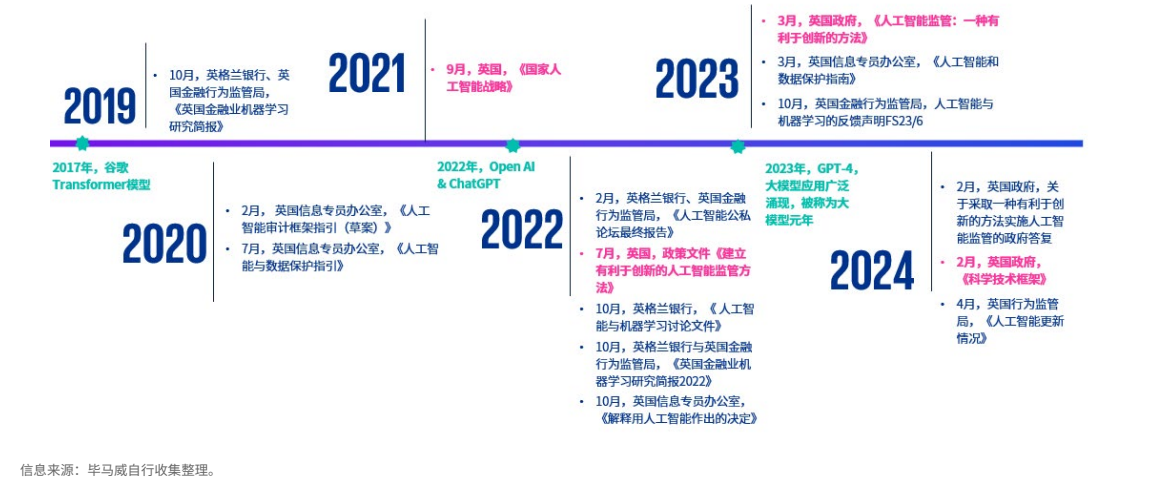 2019
• 10月，英格兰银行、英
国金融行为监管局，
《英国金融业机器学习
研究简报》
2021
• 9月，英国，《国家人
工智能战略》
2023
• 3月，英国政府，《人工智能监管：一种有
利于创新的方法》
• 3月，英国信息专员办公室，《人工智能和
数据保护指南》
• 10月，英国金融行为监管局，人工智能与
机器学习的反馈声明FS23/6
2017年，谷歌
Transformer模型
2020
• 2月， 英国信息专员办公室，《人工
智能审计框架指引（草案）》
• 7月，英国信息专员办公室，《人工智
能与数据保护指引》
2022年，Open AI
& ChatGPT
2022
• 2月，英格兰银行、英国金融
行为监管局，《人工智能公私
论坛最终报告》
• 7月，英国，政策文件《建立
有利于创新的人工智能监管方
法》
• 10月，英格兰银行，《 人工智
能与机器学习讨论文件》
• 10月，英格兰银行与英国金融
行为监管局，《英国金融业机
器学习研究简报2022》
• 10月，英国信息专员办公室，
《解释用人工智能作出的决定》
2023年，GPT-4，
大模型应用广泛
涌现，被称为大
模型元年
2024
• 2月，英国政府，关
于采取一种有利于创
新的方法实施人工智
能监管的政府答复
• 2月，英国政府，
《科学技术框架》
• 4月，英国行为监管
局，《人工智能更新
情况》
信息来源：毕马威自行收集整理。